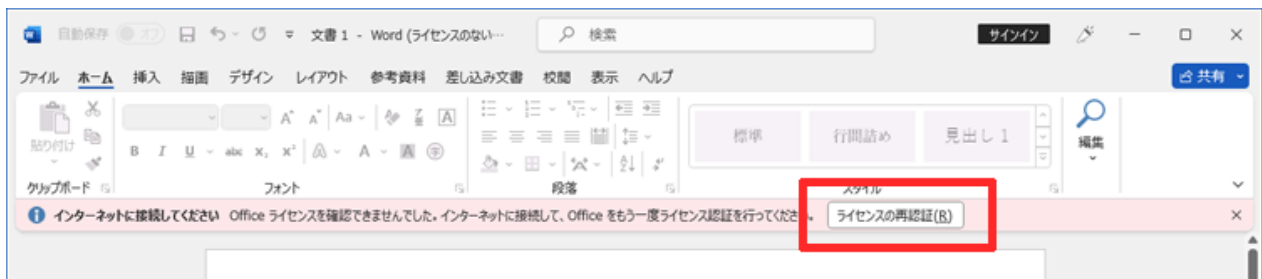 自動保存 オフ 文書 1 - Word (ライセンスのない… 検索 サインイン
ファイル ホーム 挿入 描画 デザイン レイアウト 参考資料 差し込み文書 校閲 表示 ヘルプ 共有
貼り付け A A Aa A 標準 行間詰め 見出し 1 編集
B I U abc x₂ x² A A A 字
クリップボード フォント 段落 スタイル
インターネットに接続してください Office ライセンスを確認できませんでした。インターネットに接続して、Office をもう一度ライセンス認証を行ってください。 ライセンスの再認証(R)